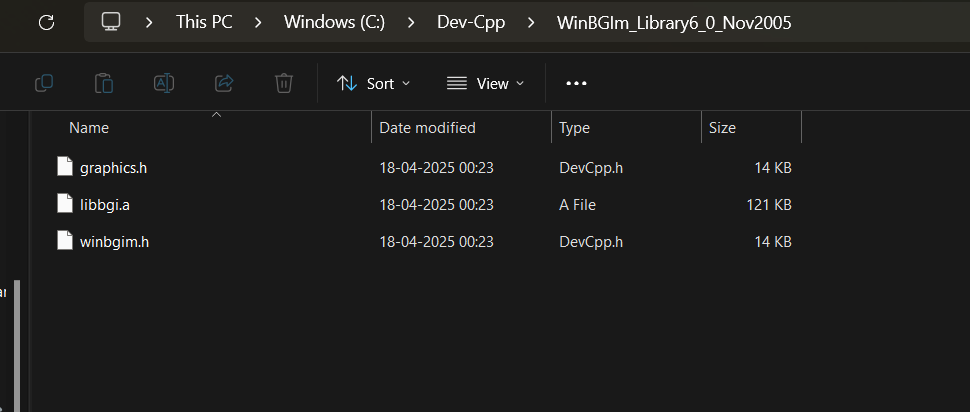 This PC > Windows (C:) > Dev-Cpp > WinBGIm_Library6_0_Nov2005
Sort View
Name Date modified Type Size
graphics.h 18-04-2025 00:23 DevCpp.h 14 KB
libbgi.a 18-04-2025 00:23 A File 121 KB
winbgim.h 18-04-2025 00:23 DevCpp.h 14 KB